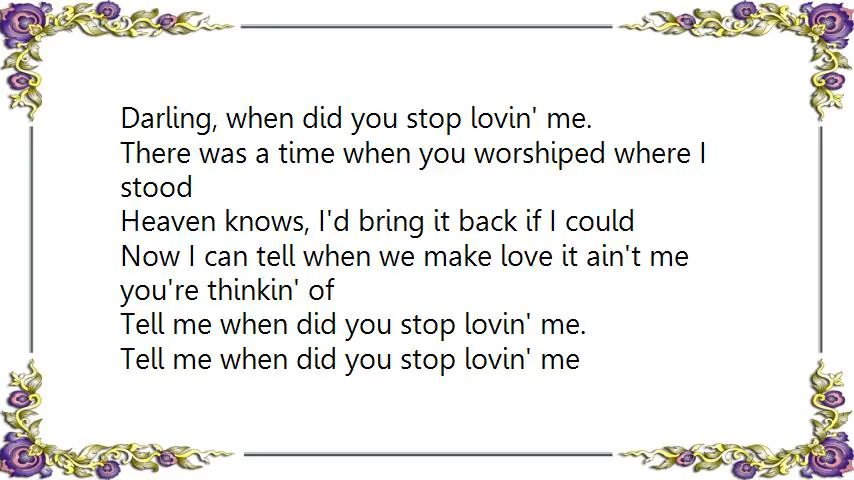 Darling, when did you stop lovin' me.
There was a time when you worshiped where I
stood
Heaven knows, I'd bring it back if I could
Now I can tell when we make love it ain't me
you're thinkin' of
Tell me when did you stop lovin' me.
Tell me when did you stop lovin' me